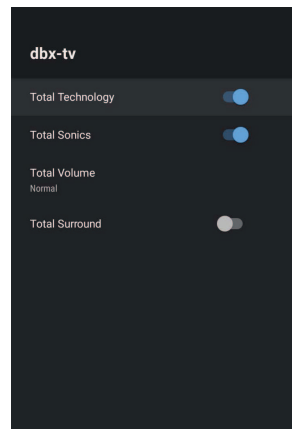 dbx-tv
Total Technology
Total Sonics
Total Volume
Normal
Total Surround